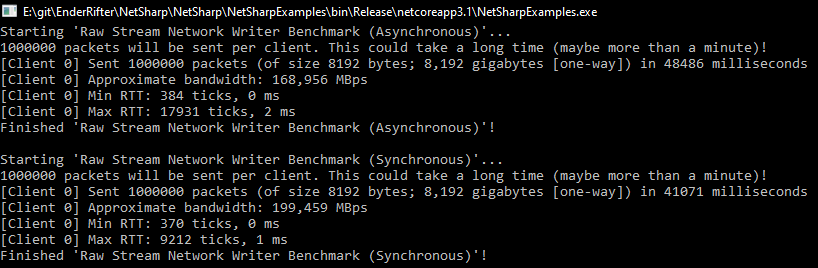 E:\git\EnderRifter\NetSharp\NetSharp\NetSharpExamples\bin\Release\netcoreapp3.1\NetSharpExamples.exe
Starting 'Raw Stream Network Writer Benchmark (Asynchronous)'...
1000000 packets will be sent per client. This could take a long time (maybe more than a minute)!
[Client 0] Sent 1000000 packets (of size 8192 bytes; 8,192 gigabytes [one-way]) in 48486 milliseconds
[Client 0] Approximate bandwidth: 168,956 MBps
[Client 0] Min RTT: 384 ticks, 0 ms
[Client 0] Max RTT: 17931 ticks, 2 ms
Finished 'Raw Stream Network Writer Benchmark (Asynchronous)'!
Starting 'Raw Stream Network Writer Benchmark (Synchronous)'...
1000000 packets will be sent per client. This could take a long time (maybe more than a minute)!
[Client 0] Sent 1000000 packets (of size 8192 bytes; 8,192 gigabytes [one-way]) in 41071 milliseconds
[Client 0] Approximate bandwidth: 199,459 MBps
[Client 0] Min RTT: 370 ticks, 0 ms
[Client 0] Max RTT: 9212 ticks, 1 ms
Finished 'Raw Stream Network Writer Benchmark (Synchronous)'!